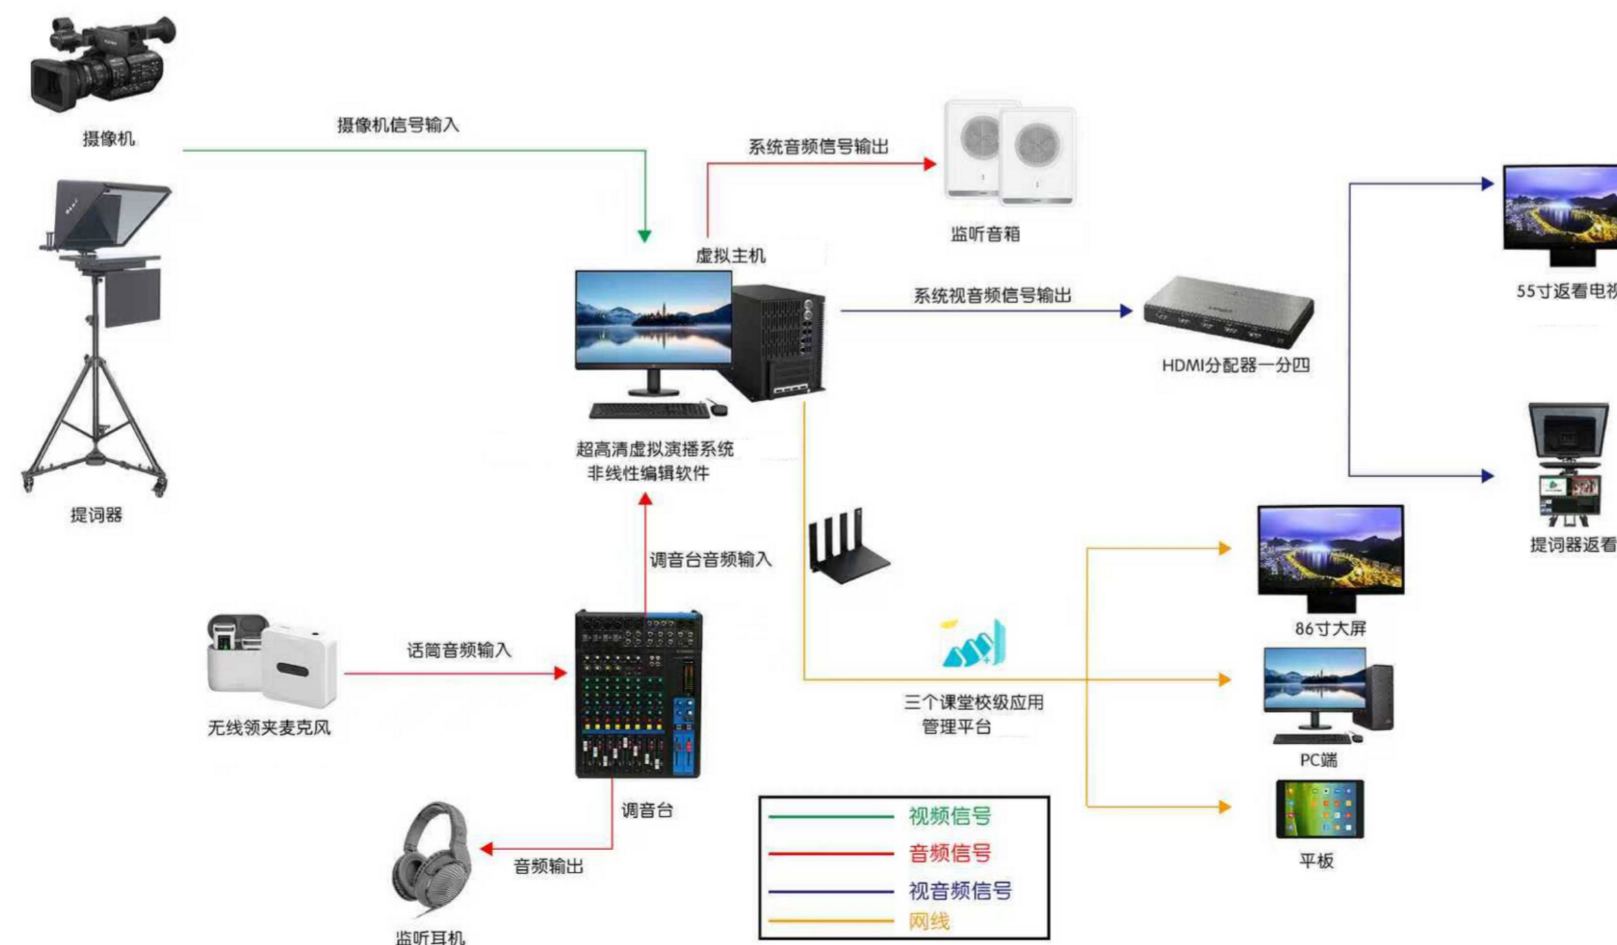 摄像机
摄像机信号输入
系统音频信号输出
监听音箱
虚拟主机
系统视音频信号输出
HDMI分配器一分四
55寸返看电视
超高清虚拟演播系统
非线性编辑软件
提词器
提词器返看
调音台音频输入
86寸大屏
话筒音频输入
无线领夹麦克风
三个课堂校级应用
管理平台
PC端
调音台
视频信号
音频信号
视音频信号
网线
平板
音频输出
监听耳机